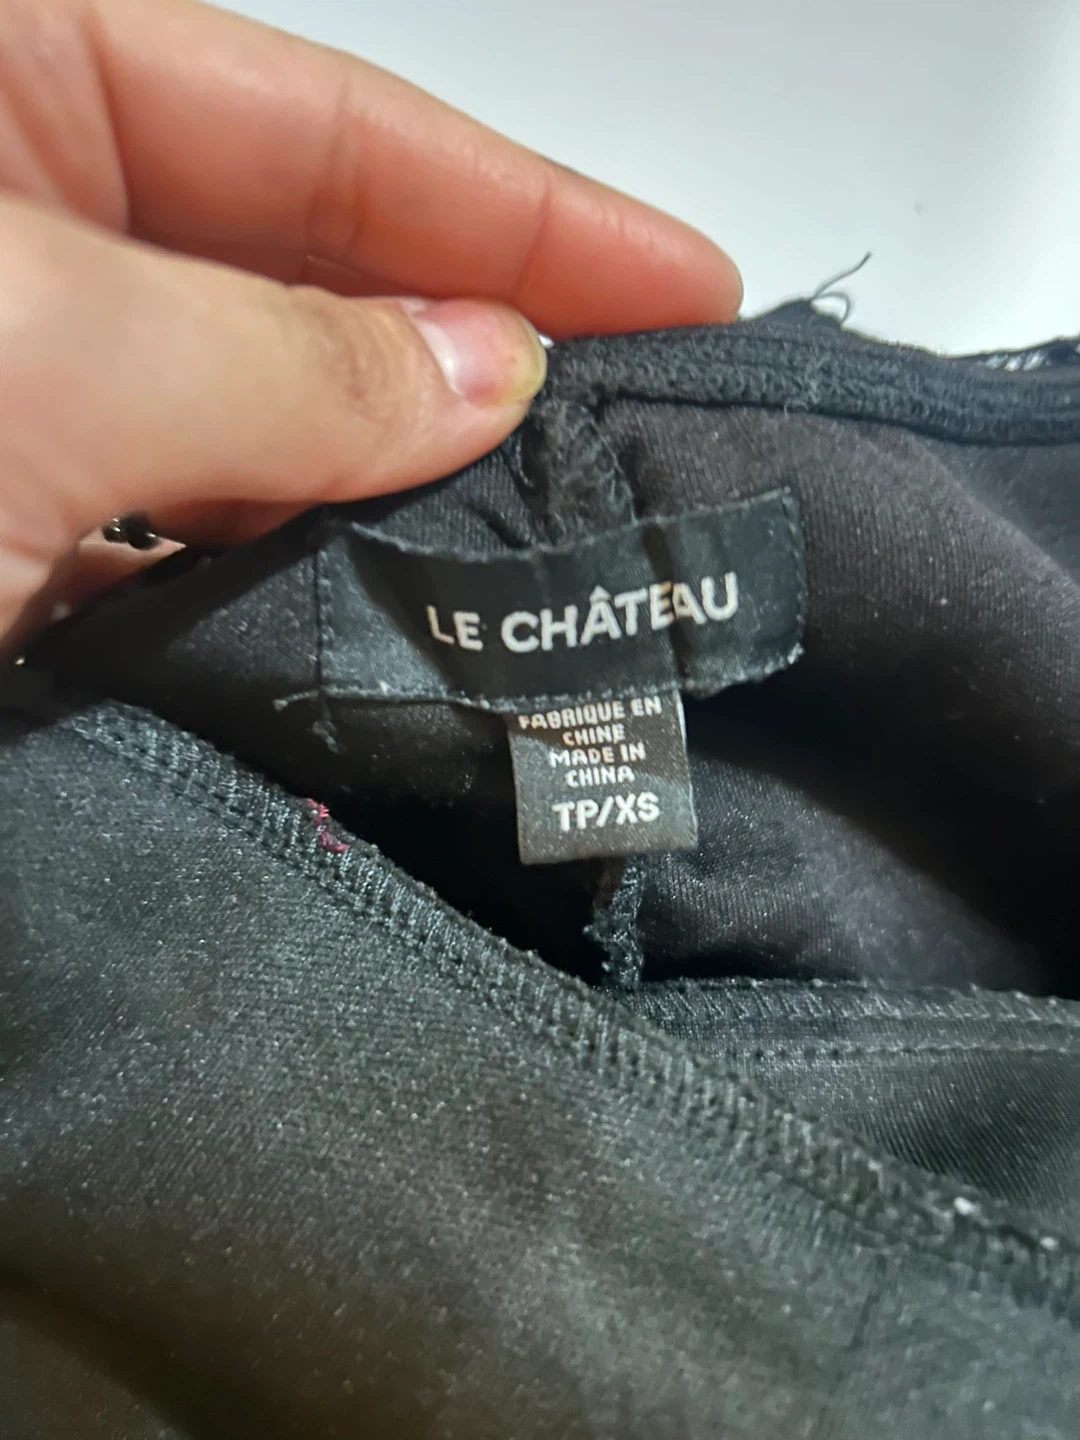 LE CHÂTEAU
FABRIQUE EN
CHINE
MADE IN
CHINA
TP/XS